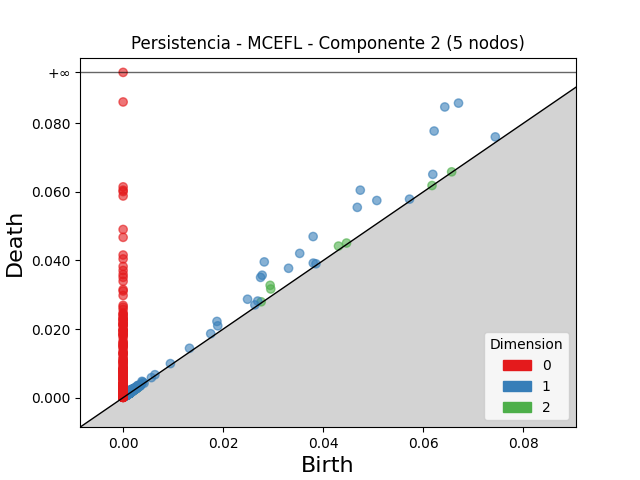 Persistencia - MCEFL - Componente 2 (5 nodos)
+∞
0.080
0.060
0.040
0.020
0.000
Death
0.00 0.02 0.04 0.06 0.08
Birth
Dimension
0
1
2